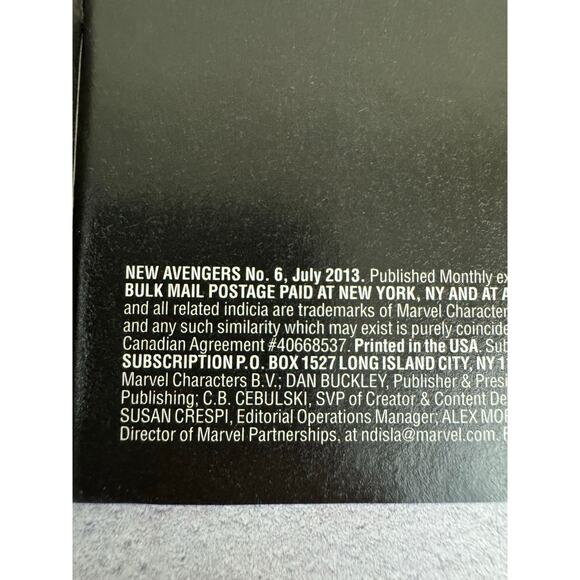 NEW AVENGERS No. 6, July 2013. Published Monthly
BULK MAIL POSTAGE PAID AT NEW YORK, NY AND AT
and all related indicia are trademarks of Marvel
and any such similarity which may exist is purely
Canadian Agreement #40668537. Printed in the USA.
SUBSCRIPTION P.O. BOX 1527 LONG ISLAND CITY, NY
Marvel Characters B.V.; DAN BUCKLEY, Publisher &
Publishing; C.B. CEBULSKI, SVP of Creator & Content
SUSAN CRESPI, Editorial Operations Manager; ALEX
Director of Marvel Partnerships, at ndisla@marvel.com.